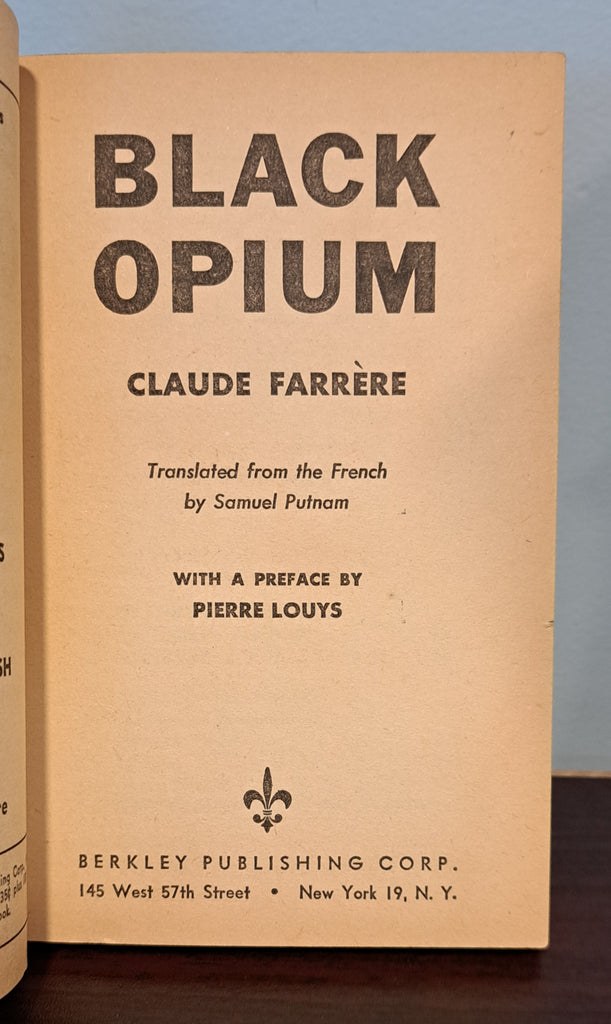 BLACK
OPIUM
CLAUDE FARRÈRE
Translated from the French
by Samuel Putnam
WITH A PREFACE BY
PIERRE LOUYS
BERKLEY PUBLISHING CORP.
145 West 57th Street • New York 19, N. Y.